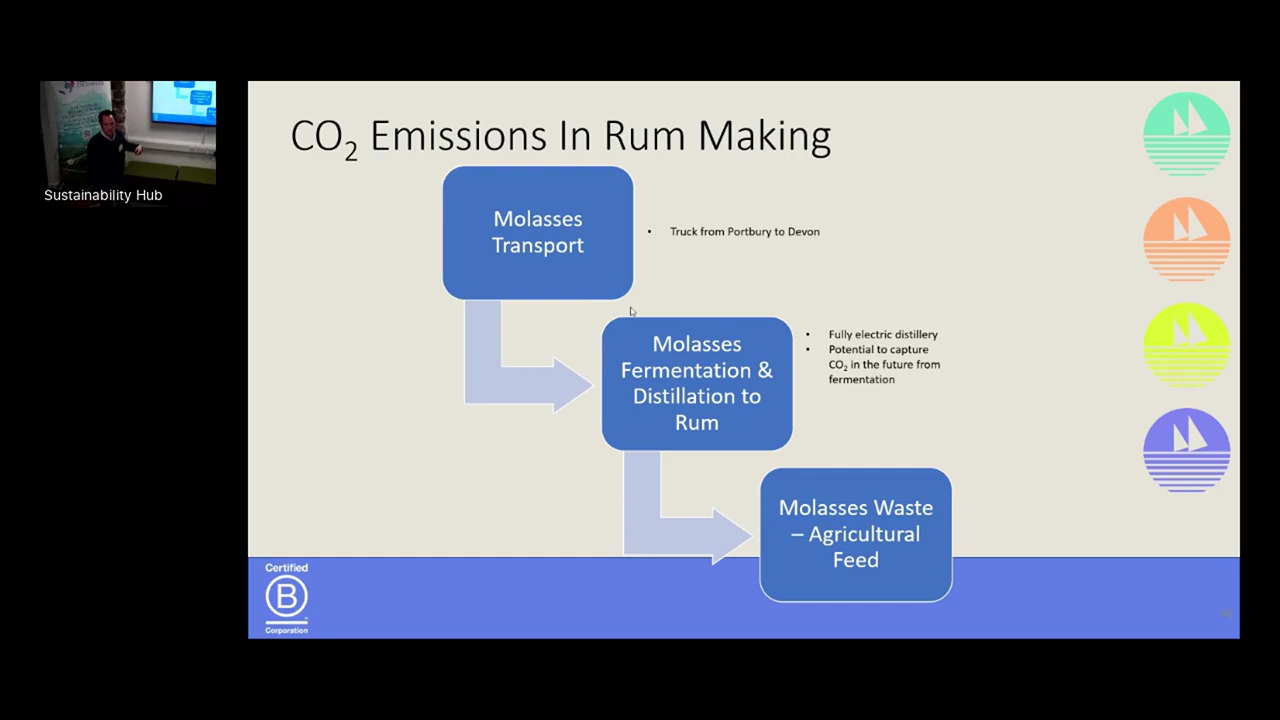 CO₂ Emissions In Rum Making
Sustainability Hub
Molasses
Transport
• Truck from Portbury to Devon
Molasses
Fermentation &
Distillation to
Rum
• Fully electric distillery
• Potential to capture
CO₂ in the future from
fermentation
Molasses Waste
– Agricultural
Feed
Certified
B
Corporation